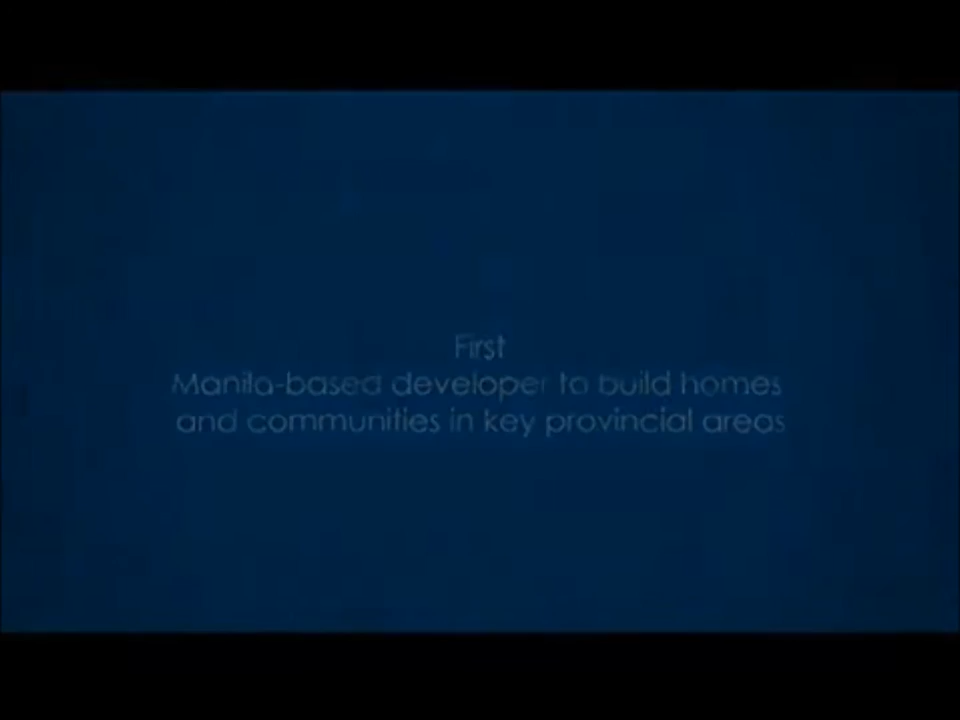 First
Manila-based developer to build homes
and communities in key provincial areas